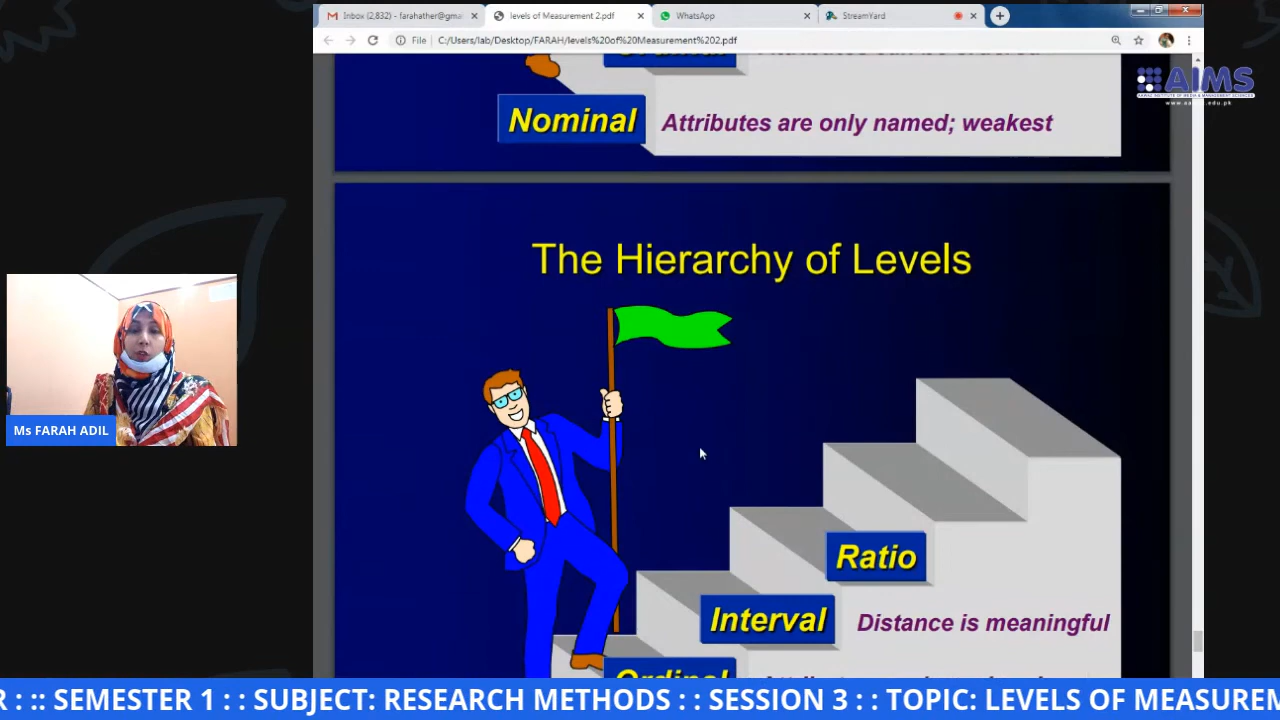 Inbox (2,832) - farahather@gma
levels of Measurement 2.pdf
WhatsApp
StreamYard
File
C:/Users/lab/Desktop/FARAH/levels%20of%20Measurement%202.pdf
AIMS
Nominal
Attributes are only named; weakest
The Hierarchy of Levels
Ms FARAH ADIL
Ratio
Interval
Distance is meaningful
Ordinal
R : :: SEMESTER 1 : : SUBJECT: RESEARCH METHODS : : SESSION 3 : : TOPIC: LEVELS OF MEASUREM